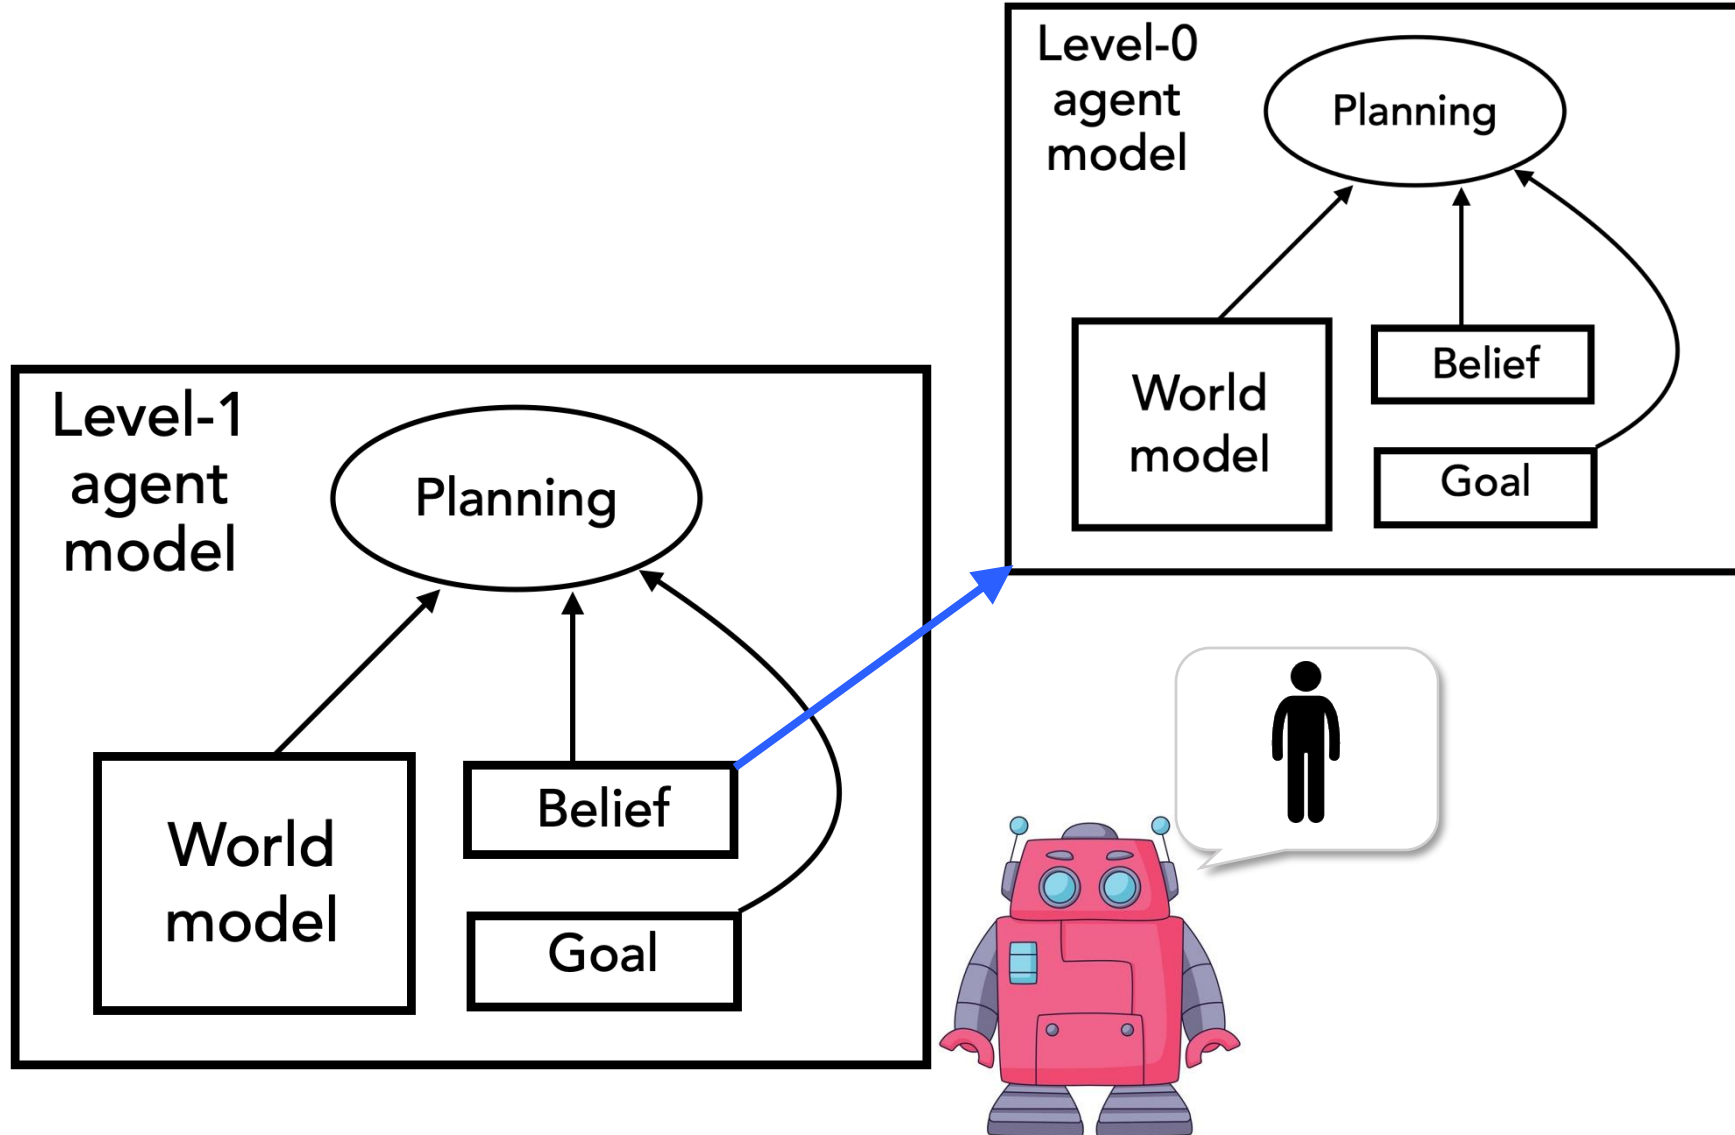 Level-0
agent
model
Planning
World
model
Belief
Goal
Level-1
agent
model
Planning
World
model
Belief
Goal